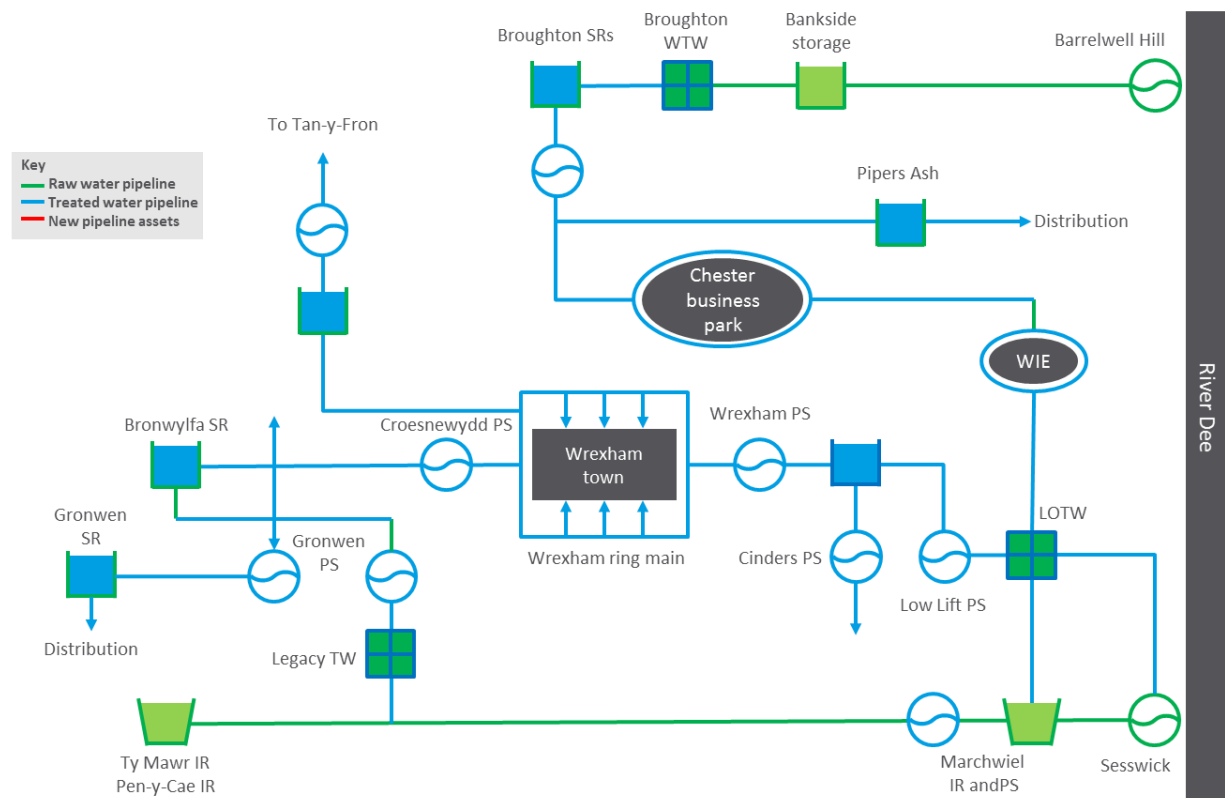 Broughton SRs
Broughton
WTW
Bankside
storage
Barrelwell Hill
To Tan-y-Fron
Key
Raw water pipeline
Treated water pipeline
New pipeline assets
Pipers Ash
Distribution
Chester
business
park
WIE
River Dee
Bronwylfa SR
Croesnewydd PS
Wrexham PS
Wrexham
town
Gronwen
SR
Gronwen
PS
Wrexham ring main
Cinders PS
LOTW
Low Lift PS
Distribution
Legacy TW
Ty Mawr IR
Pen-y-Cae IR
Marchwiel
IR andPS
Sesswick